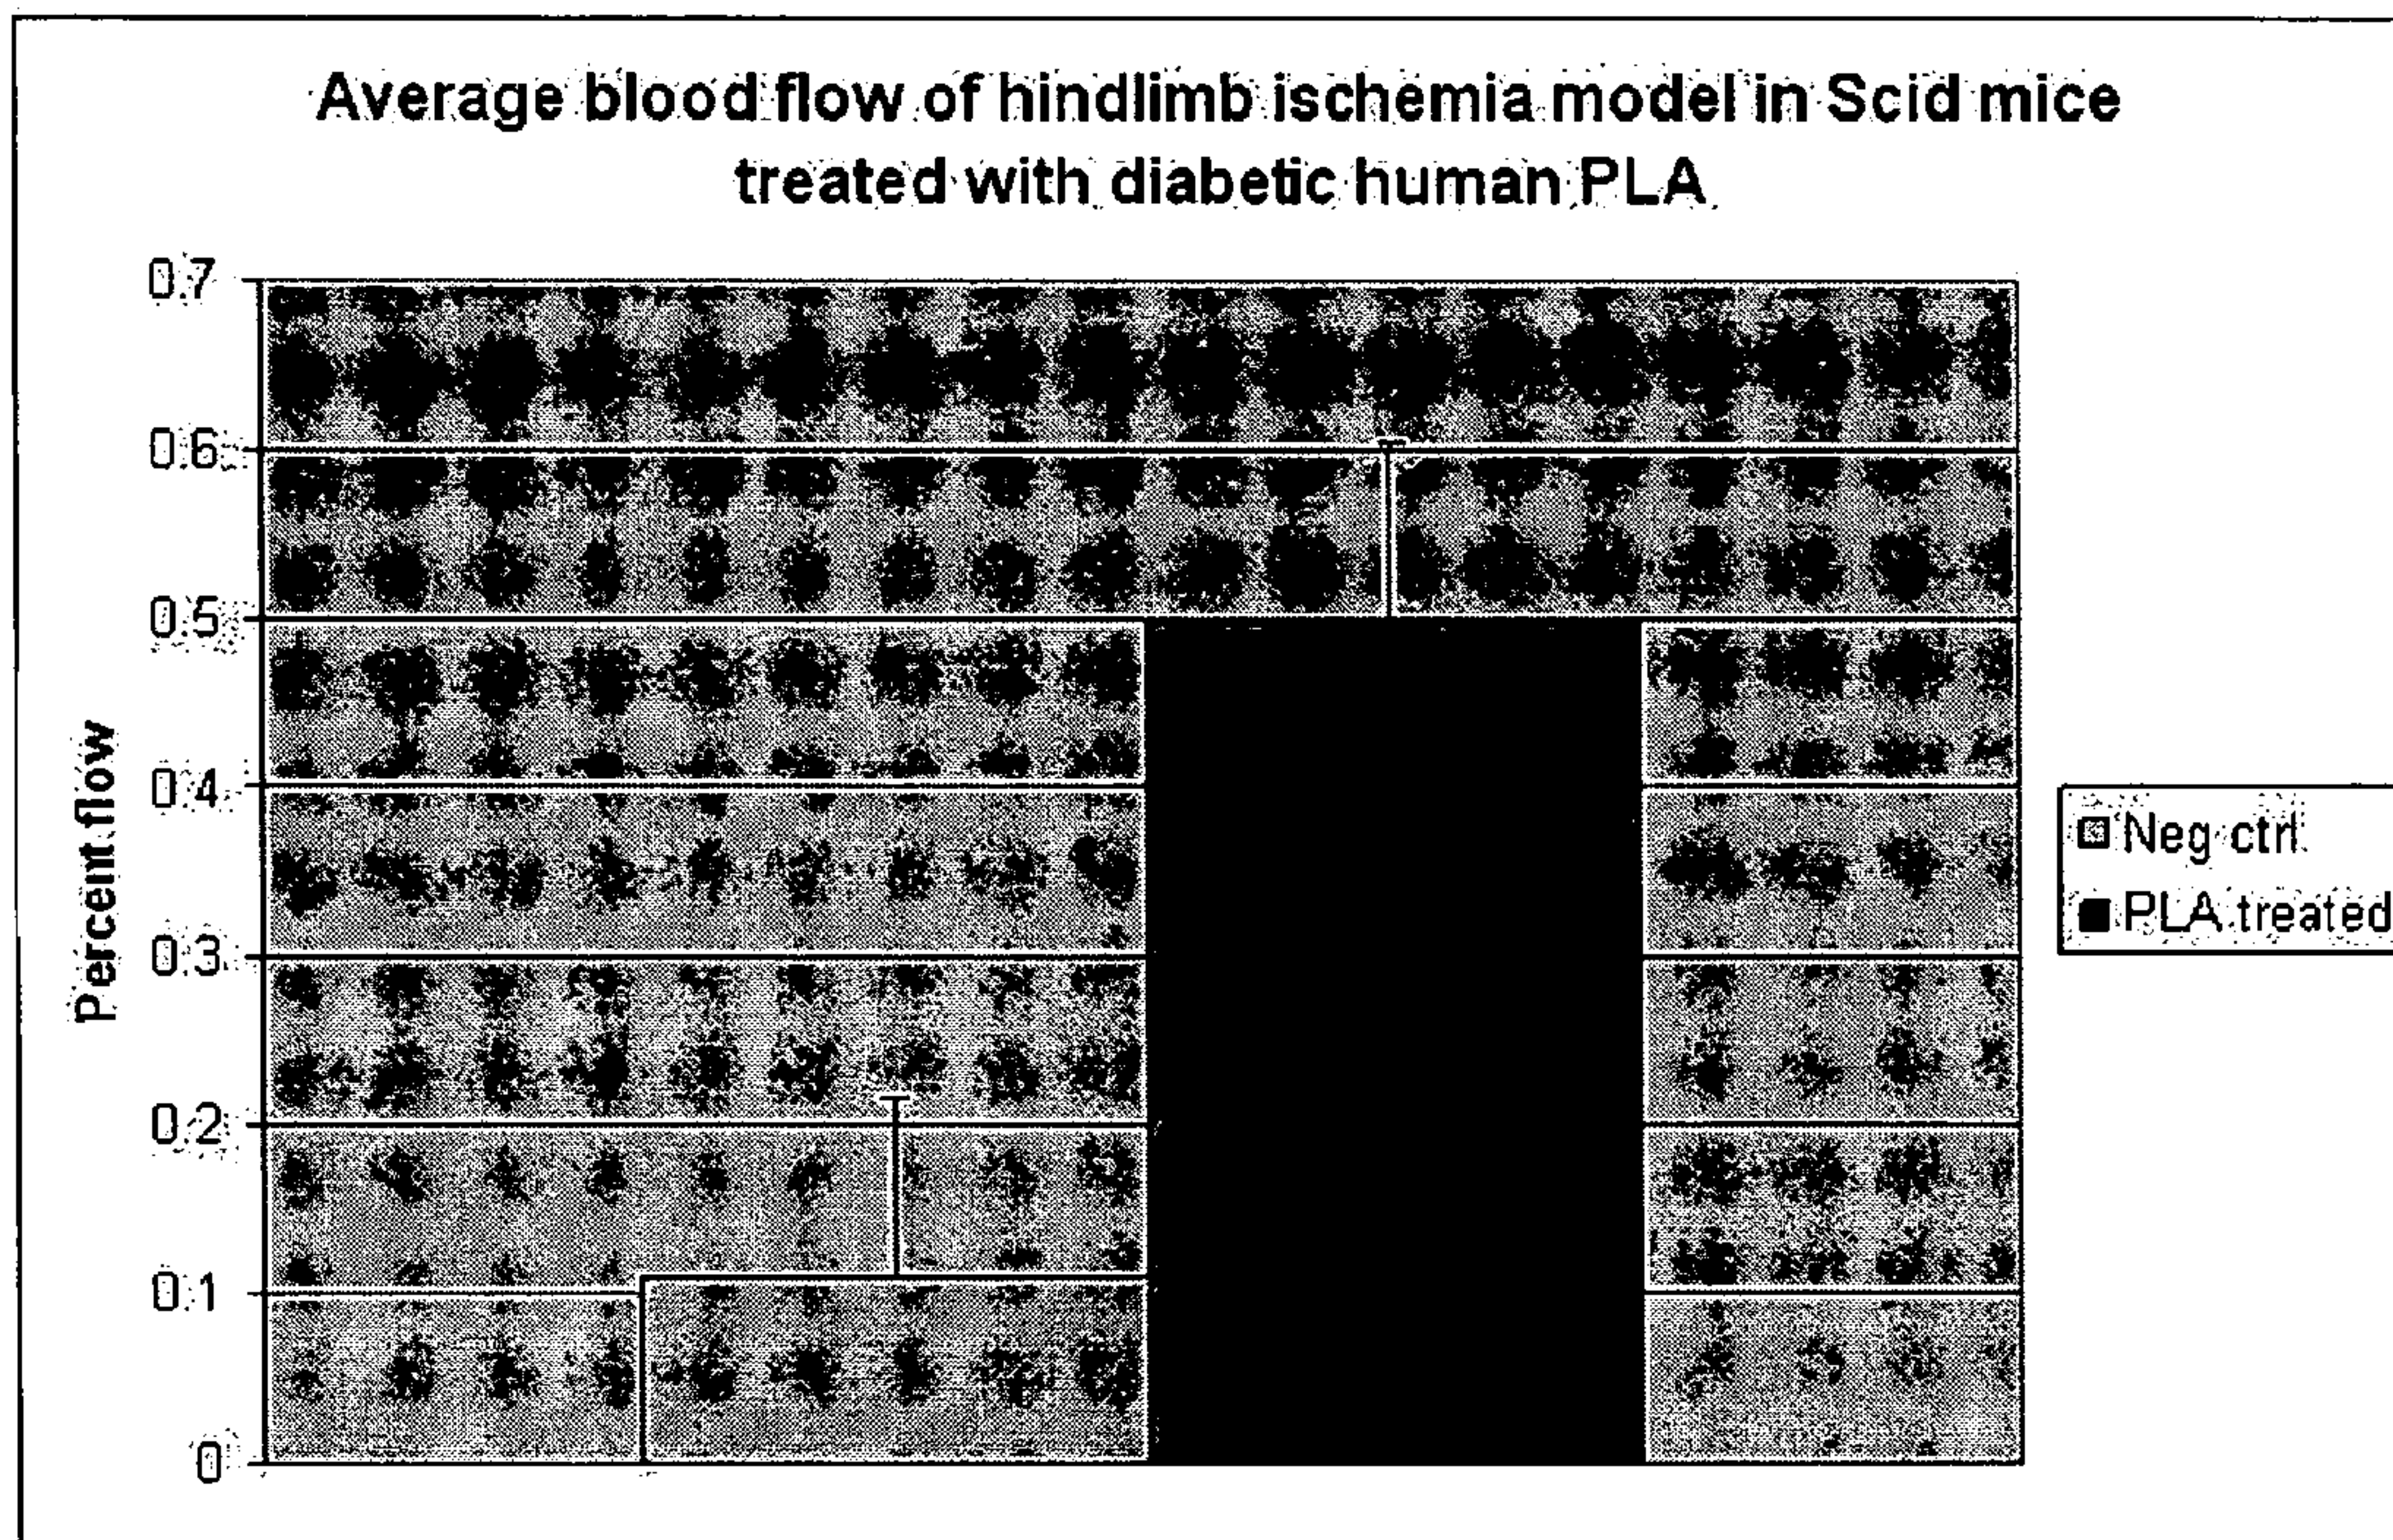 Average blood flow of hindlimb ischemia model in Scid mice
treated with diabetic human PLA
0.7
0.6
0.5
0.4
0.3
0.2
0.1
0
Percent flow
Neg ctrl
PLA treated